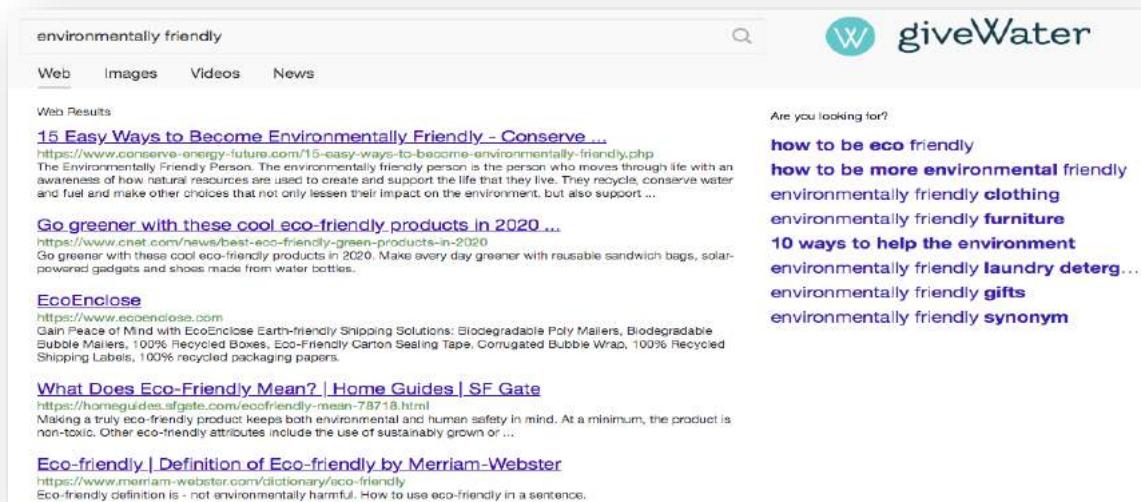 environmentally friendly
W giveWater
Web Images Videos News
Web Results
15 Easy Ways to Become Environmentally Friendly - Conserve ...
https://www.conserve-energy-future.com/15-easy-ways-to-become-environmentally-friendly.php
The Environmentally Friendly Person. The environmentally friendly person is the person who moves through life with an
awareness of how natural resources are used to create and support the life that they live. They recycle, conserve water
and fuel and make other choices that not only lessen their impact on the environment, but also support ...
Go greener with these cool eco-friendly products in 2020 ...
https://www.cnet.com/news/best-eco-friendly-green-products-in-2020
Go greener with these cool eco-friendly products in 2020. Make every day greener with reusable sandwich bags, solar-
powered gadgets and shoes made from water bottles.
EcoEnclose
https://www.ecoenclose.com
Gain Peace of Mind with EcoEnclose Earth-friendly Shipping Solutions: Biodegradable Poly Mailers, Biodegradable
Bubble Mailers, 100% Recycled Boxes, Eco-Friendly Carton Sealing Tape, Corrugated Bubble Wrap, 100% Recycled
Shipping Labels, 100% recycled packaging papers.
What Does Eco-Friendly Mean? | Home Guides | SF Gate
https://homeguides.sfgate.com/ecofriendly-mean-78718.html
Making a truly eco-friendly product keeps both environmental and human safety in mind. At a minimum, the product is
non-toxic. Other eco-friendly attributes include the use of sustainably grown or ...
Eco-friendly | Definition of Eco-friendly by Merriam-Webster
https://www.merriam-webster.com/dictionary/eco-friendly
Eco-friendly definition is - not environmentally harmful. How to use eco-friendly in a sentence.
Are you looking for?
how to be eco friendly
how to be more environmental friendly
environmentally friendly clothing
environmentally friendly furniture
10 ways to help the environment
environmentally friendly laundry deterg...
environmentally friendly gifts
environmentally friendly synonym